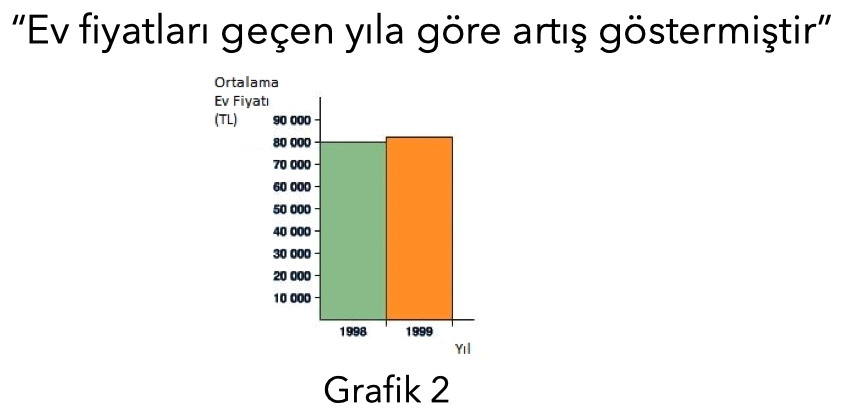 “Ev fiyatları geçen yıla göre artış göstermiştir”
Ortalama
Ev Fiyatı
(TL)
90 000
80 000
70 000
60 000
50 000
40 000
30 000
20 000
10 000
1998 1999
Yıl
Grafik 2